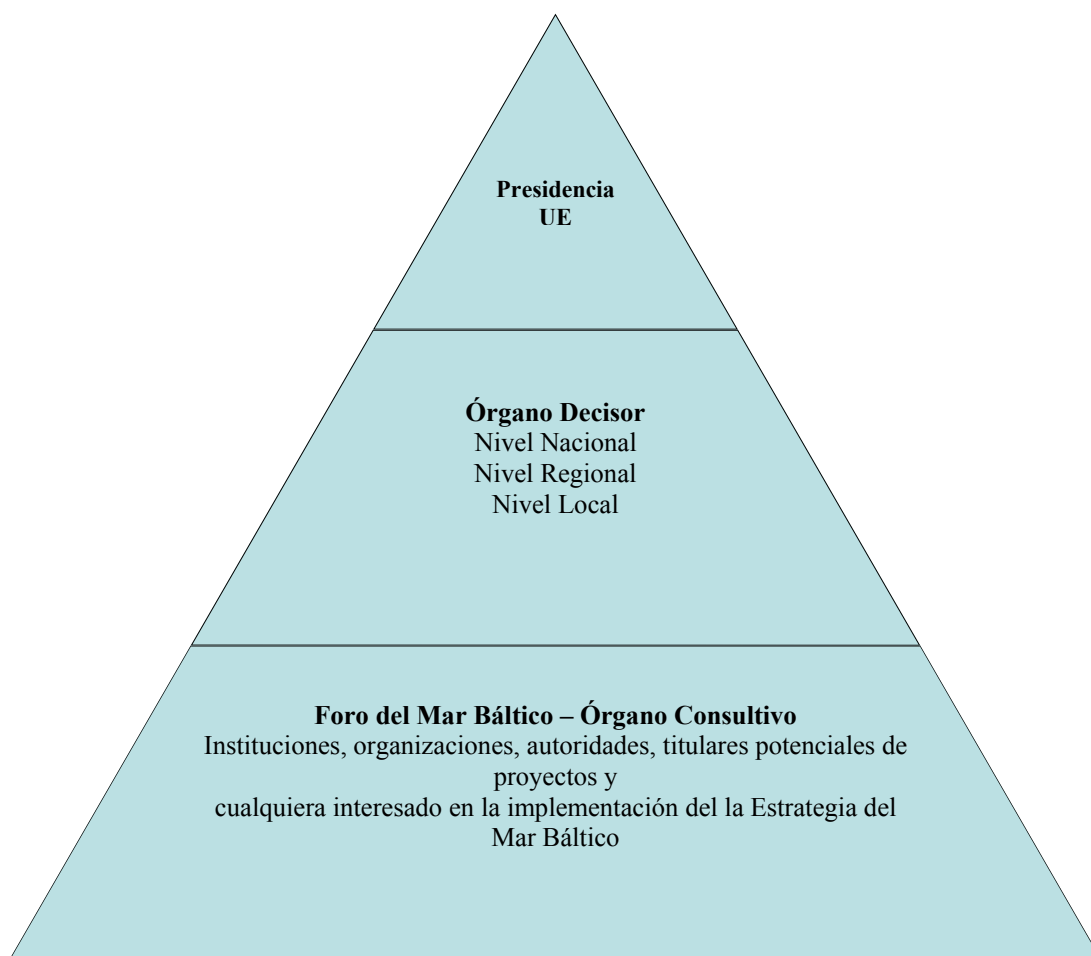 Presidencia
UE
Órgano Decisor
Nivel Nacional
Nivel Regional
Nivel Local
Foro del Mar Báltico – Órgano Consultivo
Instituciones, organizaciones, autoridades, titulares potenciales de
proyectos y
cualquiera interesado en la implementación del la Estrategia del
Mar Báltico